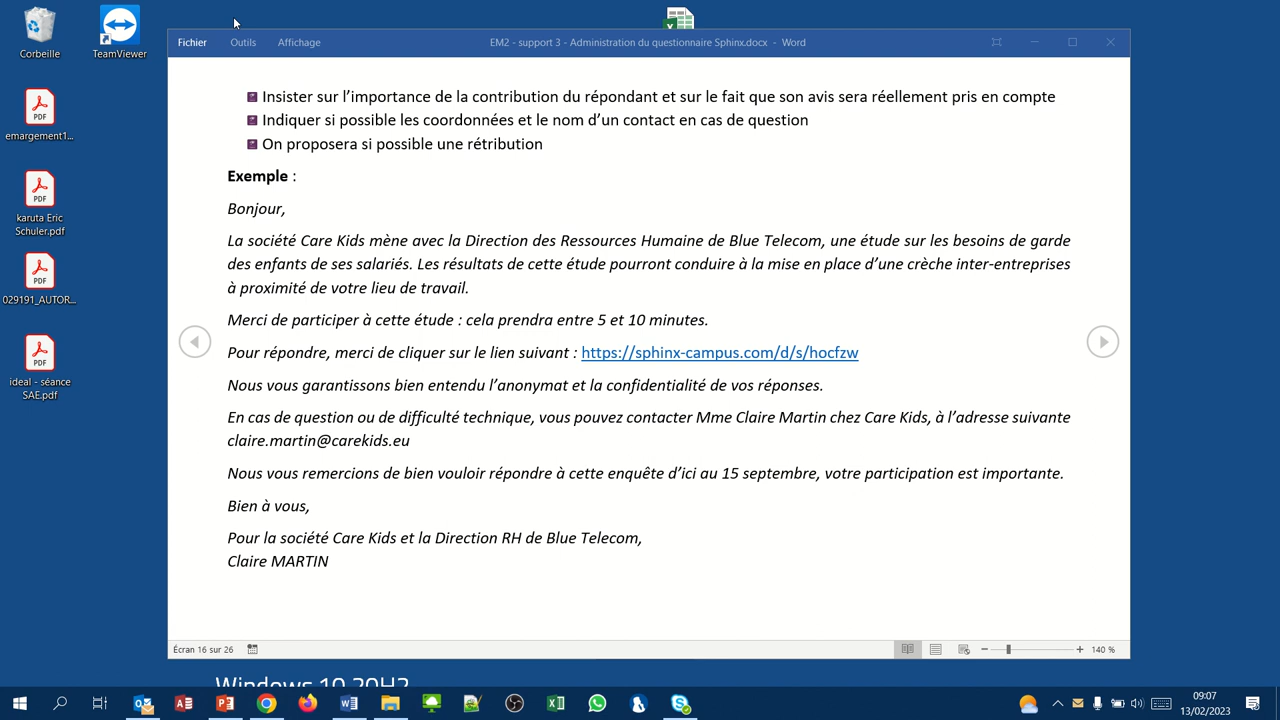 Corbeille
TeamViewer
Fichier
Outils
Affichage
EM2 - support 3 - Administration du questionnaire Sphinx.docx - Word
PDF
emargement1...
PDF
karuta Eric
Schuler.pdf
PDF
029191_AUTOR...
PDF
ideal - séance
SAE.pdf
Insister sur l’importance de la contribution du répondant et sur le fait que son avis sera réellement pris en compte
Indiquer si possible les coordonnées et le nom d’un contact en cas de question
On proposera si possible une rétribution
Exemple :
Bonjour,
La société Care Kids mène avec la Direction des Ressources Humaine de Blue Telecom, une étude sur les besoins de garde
des enfants de ses salariés. Les résultats de cette étude pourront conduire à la mise en place d’une crèche inter-entreprises
à proximité de votre lieu de travail.
Merci de participer à cette étude : cela prendra entre 5 et 10 minutes.
Pour répondre, merci de cliquer sur le lien suivant : https://sphinx-campus.com/d/s/hocfzw
Nous vous garantissons bien entendu l’anonymat et la confidentialité de vos réponses.
En cas de question ou de difficulté technique, vous pouvez contacter Mme Claire Martin chez Care Kids, à l’adresse suivante
claire.martin@carekids.eu
Nous vous remercions de bien vouloir répondre à cette enquête d’ici au 15 septembre, votre participation est importante.
Bien à vous,
Pour la société Care Kids et la Direction RH de Blue Telecom,
Claire MARTIN
Écran 16 sur 26
140 %
Windows 10 20H2
09:07
13/02/2023